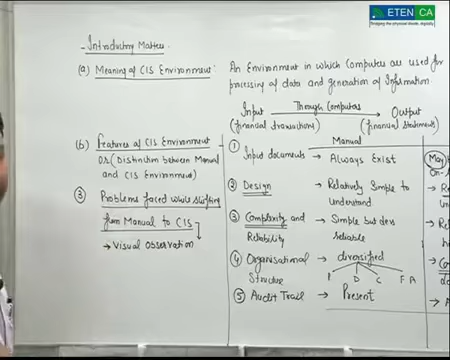 ETEN CA
- Introductory Matters
(a) Meaning of CIS Environment:
An Environment in which Computers are used for
processing of data and generation of Information
Input Through Computers Output
(financial transactions) (financial statements)
(b) Features of CIS Environment
OR (Distinction between Manual
and CIS Environment)
③ Problems faced while shifting
from Manual to CIS
→ Visual Observation
Manual
① Input documents → Always Exist
② Design → Relatively Simple to
understand
③ Complexity and → Simple but less
Reliability reliable
④ Organisational → diversified
Structure
P D C F A
⑤ Audit Trail → Present
May
on-